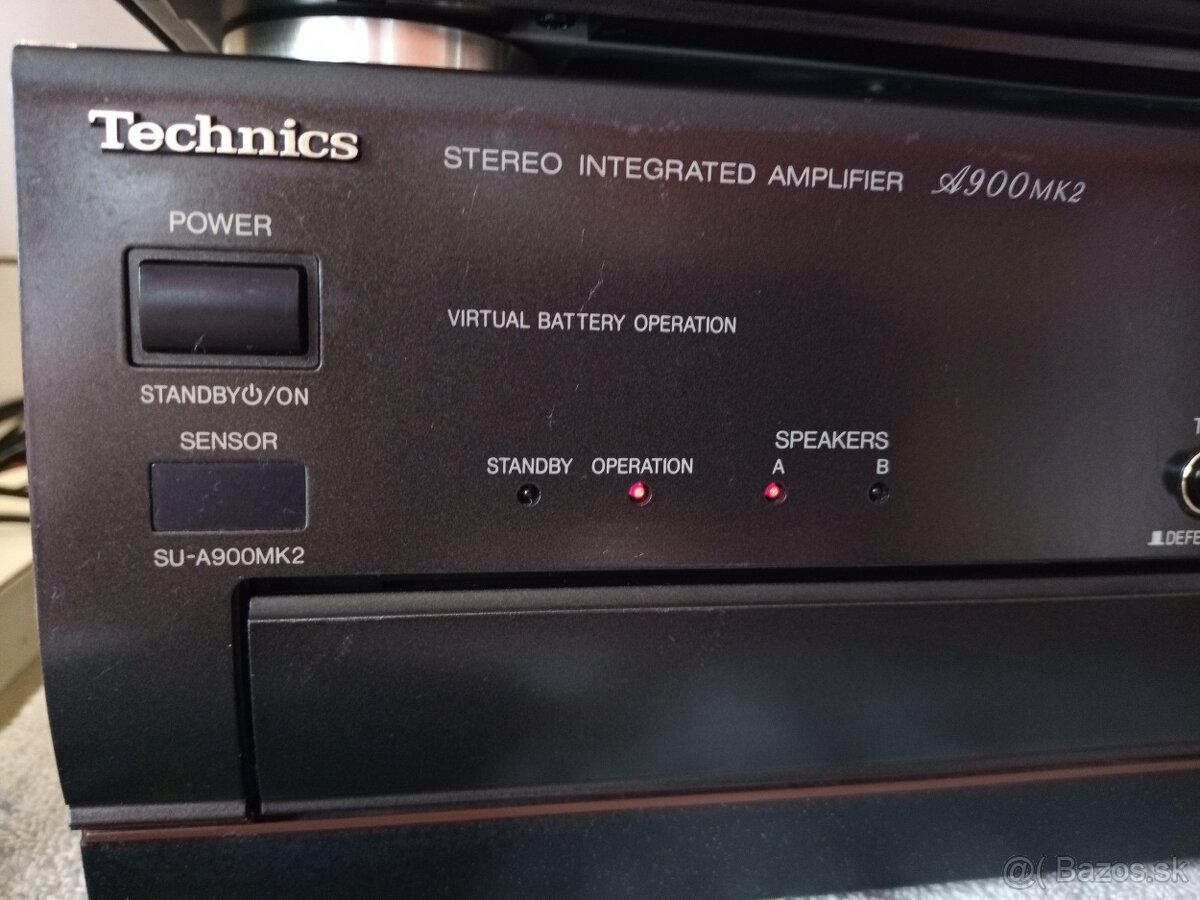 Technics
STEREO INTEGRATED AMPLIFIER A900MK2
POWER
VIRTUAL BATTERY OPERATION
STANDBY⏻/ON
SENSOR
SPEAKERS
STANDBY OPERATION A B
SU-A900MK2
@( Bazos.sk